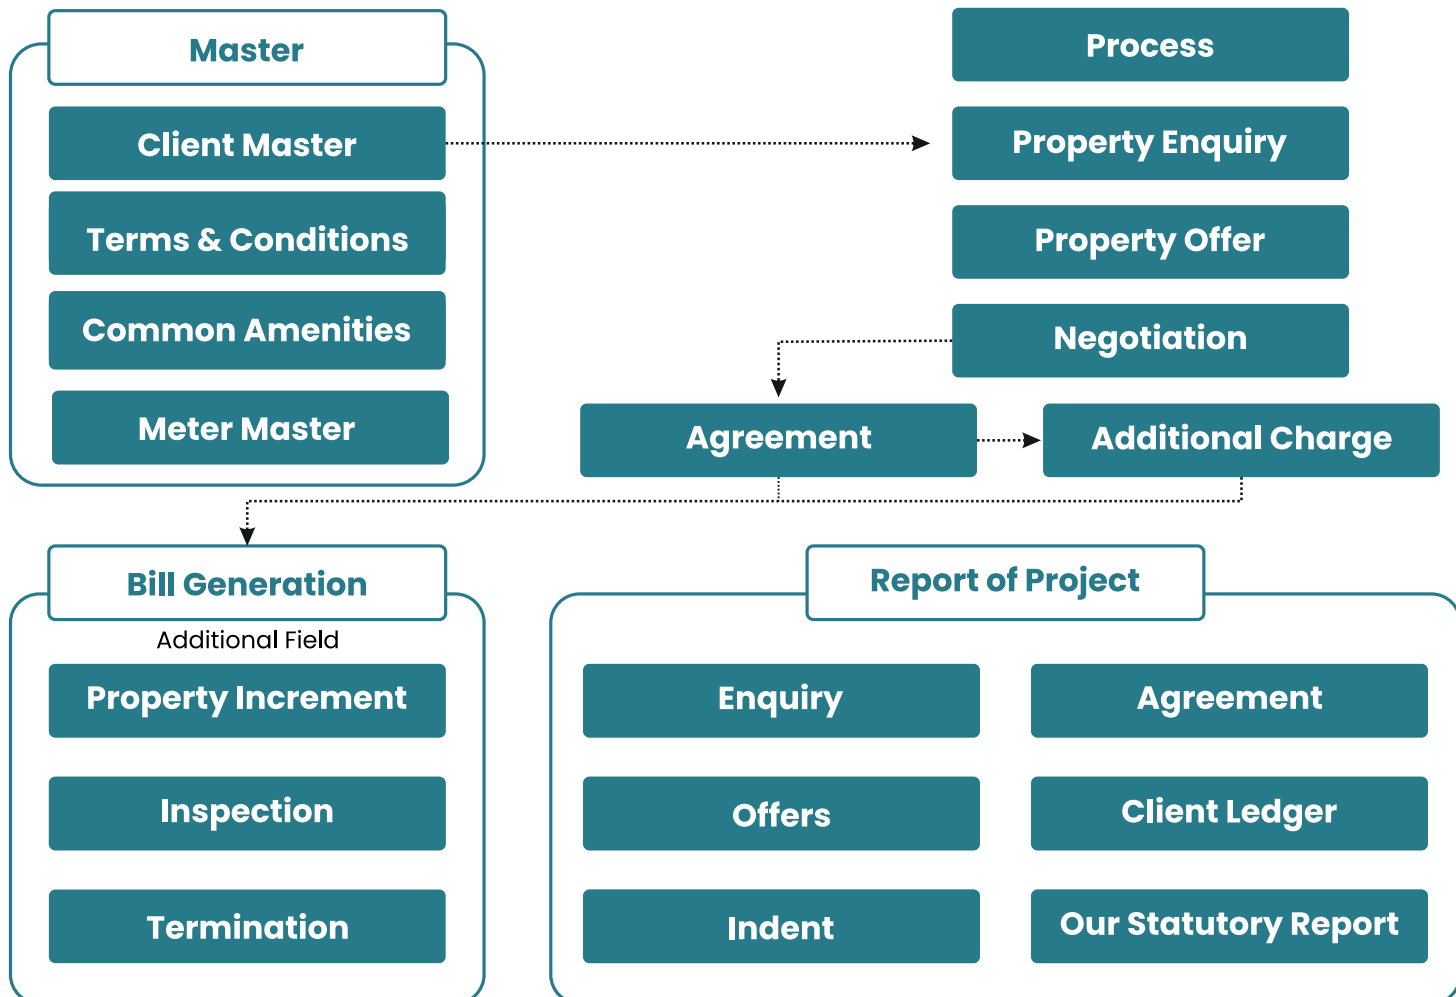 Master
Client Master
Terms & Conditions
Common Amenities
Meter Master
Process
Property Enquiry
Property Offer
Negotiation
Agreement
Additional Charge
Bill Generation
Additional Field
Property Increment
Inspection
Termination
Report of Project
Enquiry
Agreement
Offers
Client Ledger
Indent
Our Statutory Report